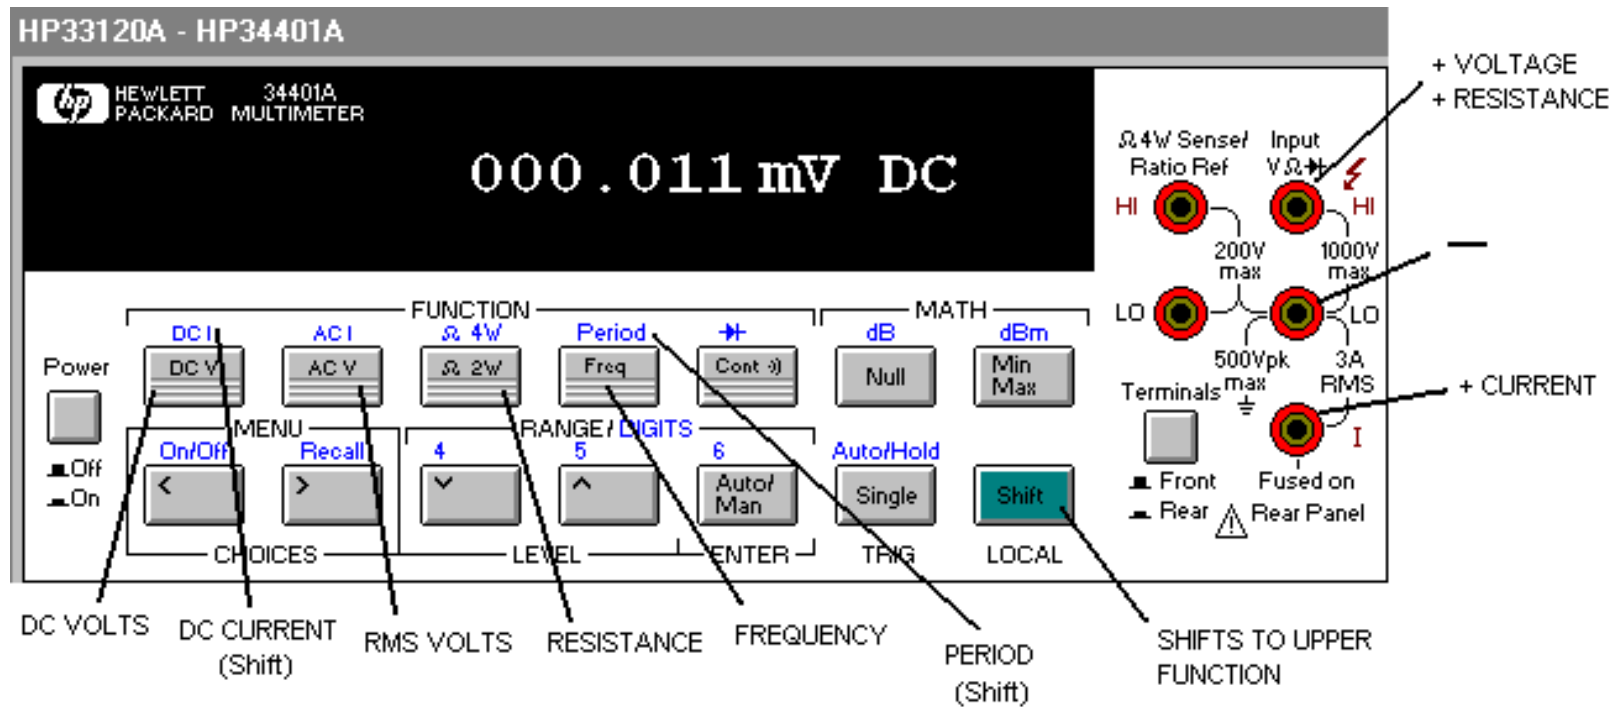 HP33120A - HP34401A
hp HEWLETT PACKARD 34401A MULTIMETER
000.011 mV DC
+ VOLTAGE
+ RESISTANCE
Ω 4W Sense/ Ratio Ref
Input V Ω
HI
HI
200V max
1000V max
LO
LO
500Vpk max
3A RMS
+ CURRENT
I
Terminals
Front
Rear
Fused on Rear Panel
Power
Off
On
FUNCTION
MATH
DC I
AC I
Ω 4W
Period
dB
dBm
DC V
AC V
Ω 2W
Freq
Cont
Null
Min Max
MENU
RANGE / DIGITS
On/Off
Recall
4
5
6
Auto/Hold
<
>
Auto/ Man
Single
Shift
CHOICES
LEVEL
ENTER
TRIG
LOCAL
DC VOLTS
DC CURRENT
(Shift)
RMS VOLTS
RESISTANCE
FREQUENCY
PERIOD
(Shift)
SHIFTS TO UPPER
FUNCTION